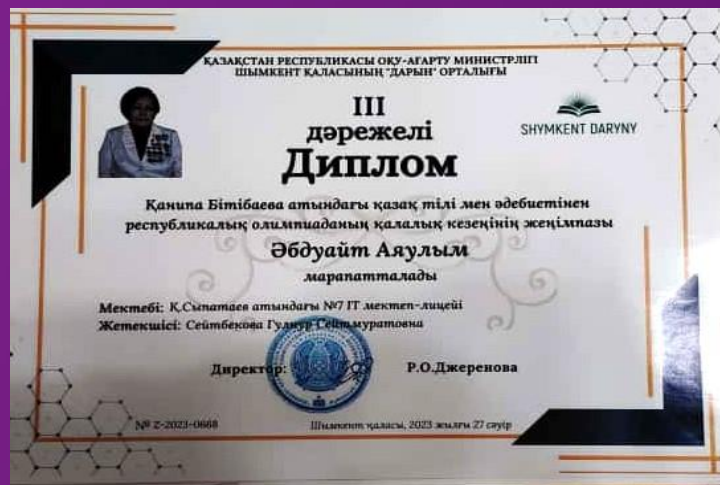 ҚАЗАҚСТАН РЕСПУБЛИКАСЫ ОҚУ-АҒАРТУ МИНИСТРЛІГІ
ШЫМКЕНТ ҚАЛАСЫНЫҢ "ДАРЫН" ОРТАЛЫҒЫ
SHYMKENT DARYNY
III
дәрежелі
Диплом
Қанипа Бітібаева атындағы қазақ тілі мен әдебиетінен
республикалық олимпиаданың қалалық кезеңінің жеңімпазы
Әбдуайт Аяулым
марапатталады
Мектебі: Қ.Сыпатаев атындағы №7 IT мектеп-лицейі
Жетекшісі: Сейтбекова Гулнур Сейтмуратовна
Директор: Р.О.Джеренова
№ Z-2023-0668 Шымкент қаласы, 2023 жылғы 27 сәуір